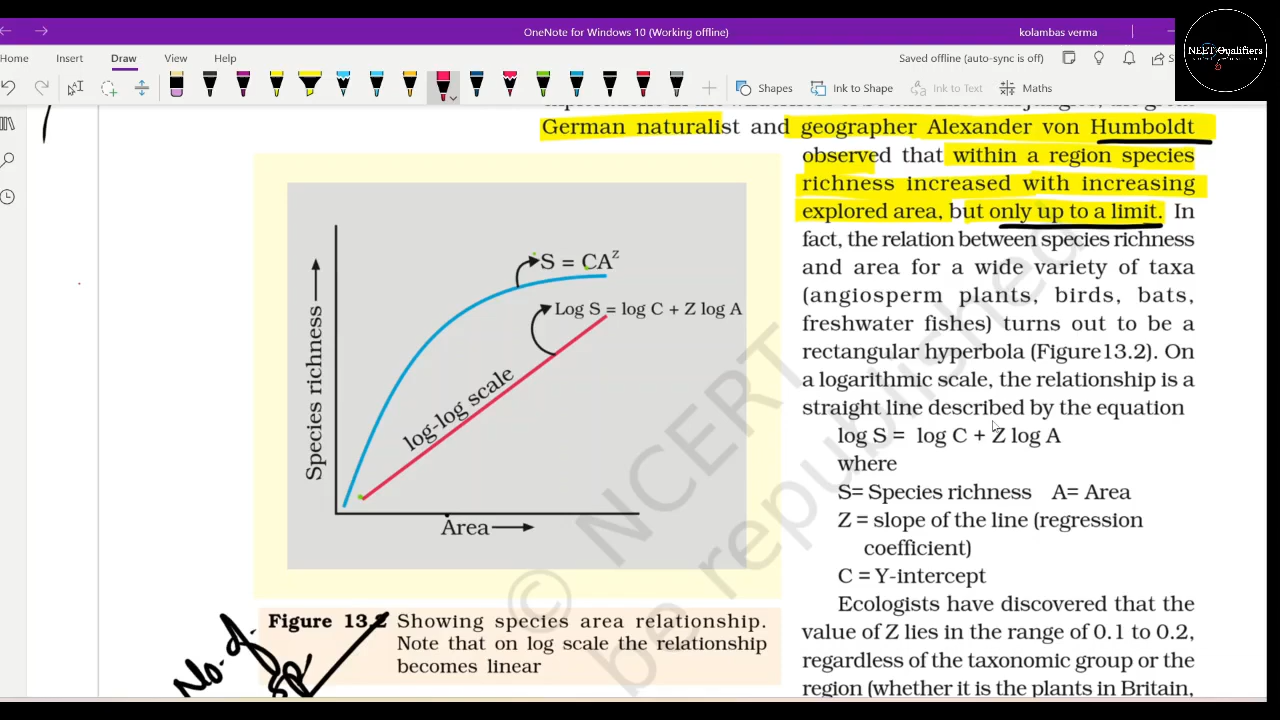 OneNote for Windows 10 (Working offline)
kolambas verma
NEET Qualifiers
Home Insert Draw View Help
Saved offline (auto-sync is off)
Shapes
Ink to Shape
Ink to Text
Maths
German naturalist and geographer Alexander von Humboldt
observed that within a region species
richness increased with increasing
explored area, but only up to a limit. In
fact, the relation between species richness
and area for a wide variety of taxa
(angiosperm plants, birds, bats,
freshwater fishes) turns out to be a
rectangular hyperbola (Figure13.2). On
a logarithmic scale, the relationship is a
straight line described by the equation
log S = log C + Z log A
where
S= Species richness A= Area
Z = slope of the line (regression
coefficient)
C = Y-intercept
Ecologists have discovered that the
value of Z lies in the range of 0.1 to 0.2,
regardless of the taxonomic group or the
region (whether it is the plants in Britain,
S = CA^z
Log S = log C + Z log A
log-log scale
Species richness
Area
Figure 13.2 Showing species area relationship.
Note that on log scale the relationship
becomes linear
No. of
© NCERT
be republished